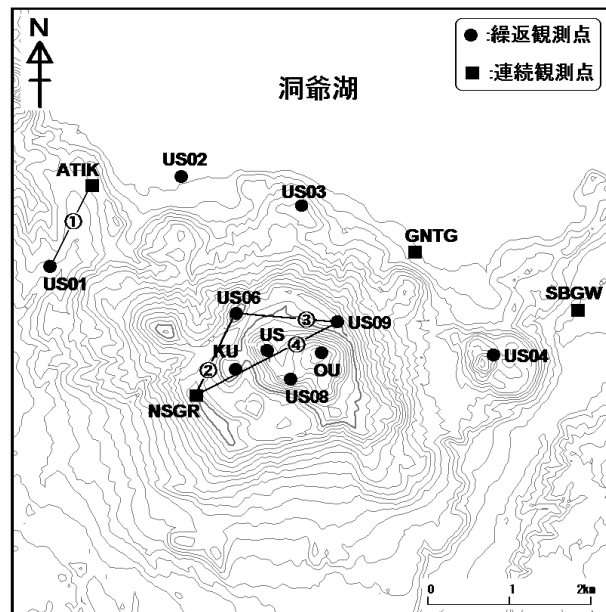 N
●:繰返観測点
■:連続観測点
洞爺湖
US02
ATIK
US03
①
GNTG
US01
SBGW
US06
③
US09
US
④
KU
②
OU
US04
US08
NSGR
0 1 2km